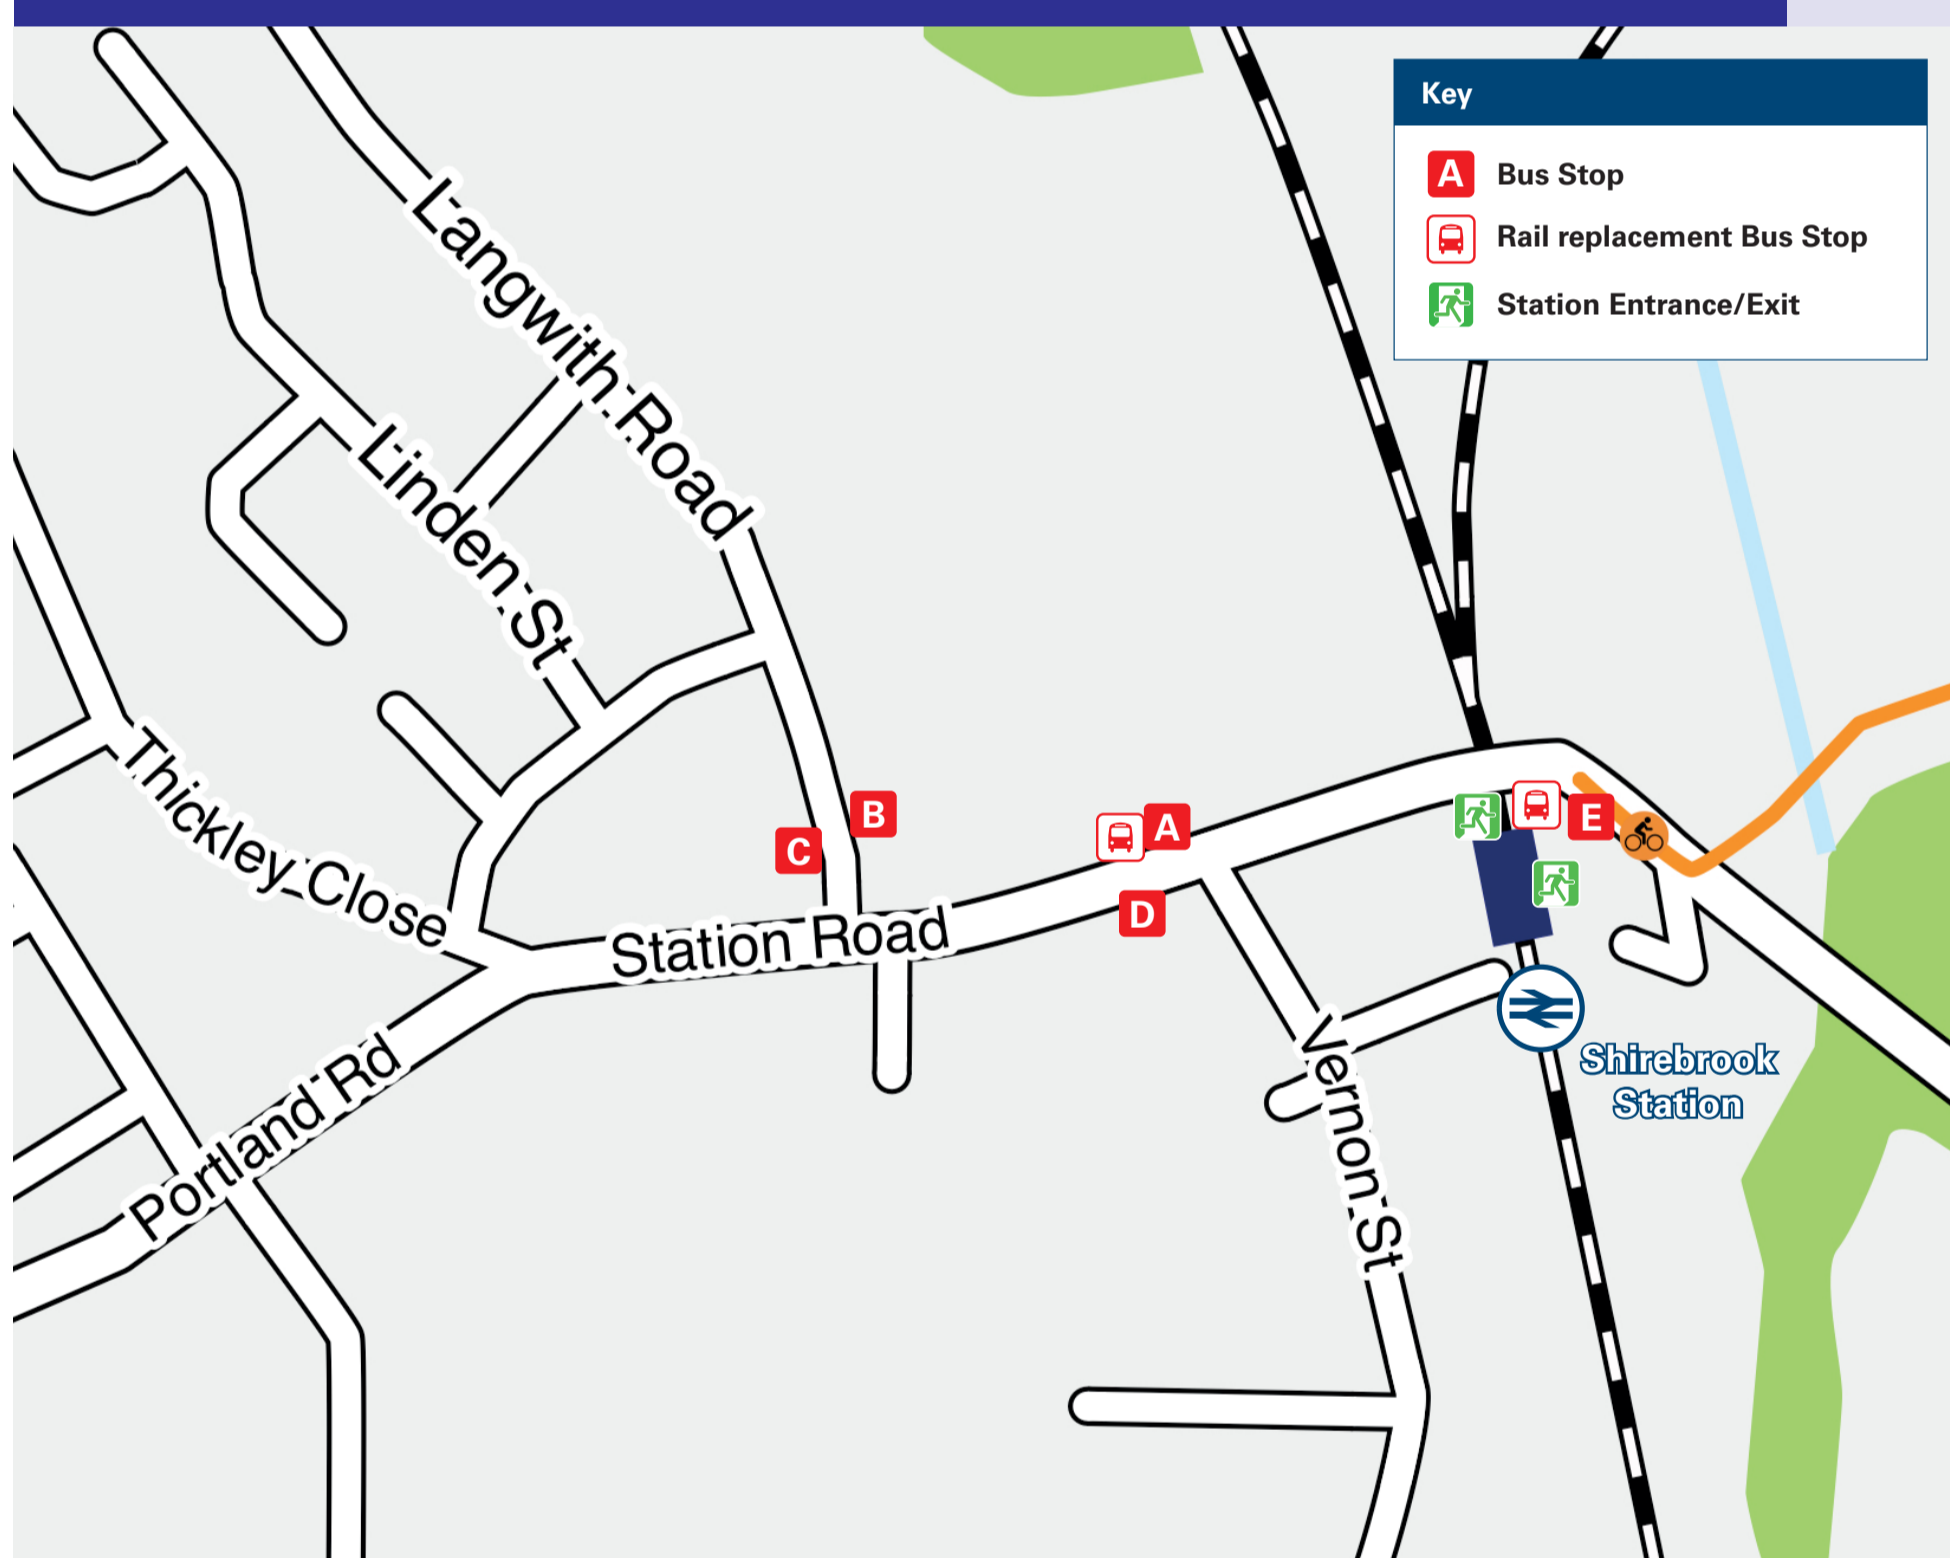 Key
A Bus Stop
Rail replacement Bus Stop
Station Entrance/Exit
Langwith Road
Linden St
Thickley Close
B
C
A
E
D
Station Road
Portland Rd
Vernon St
Shirebrook
Station